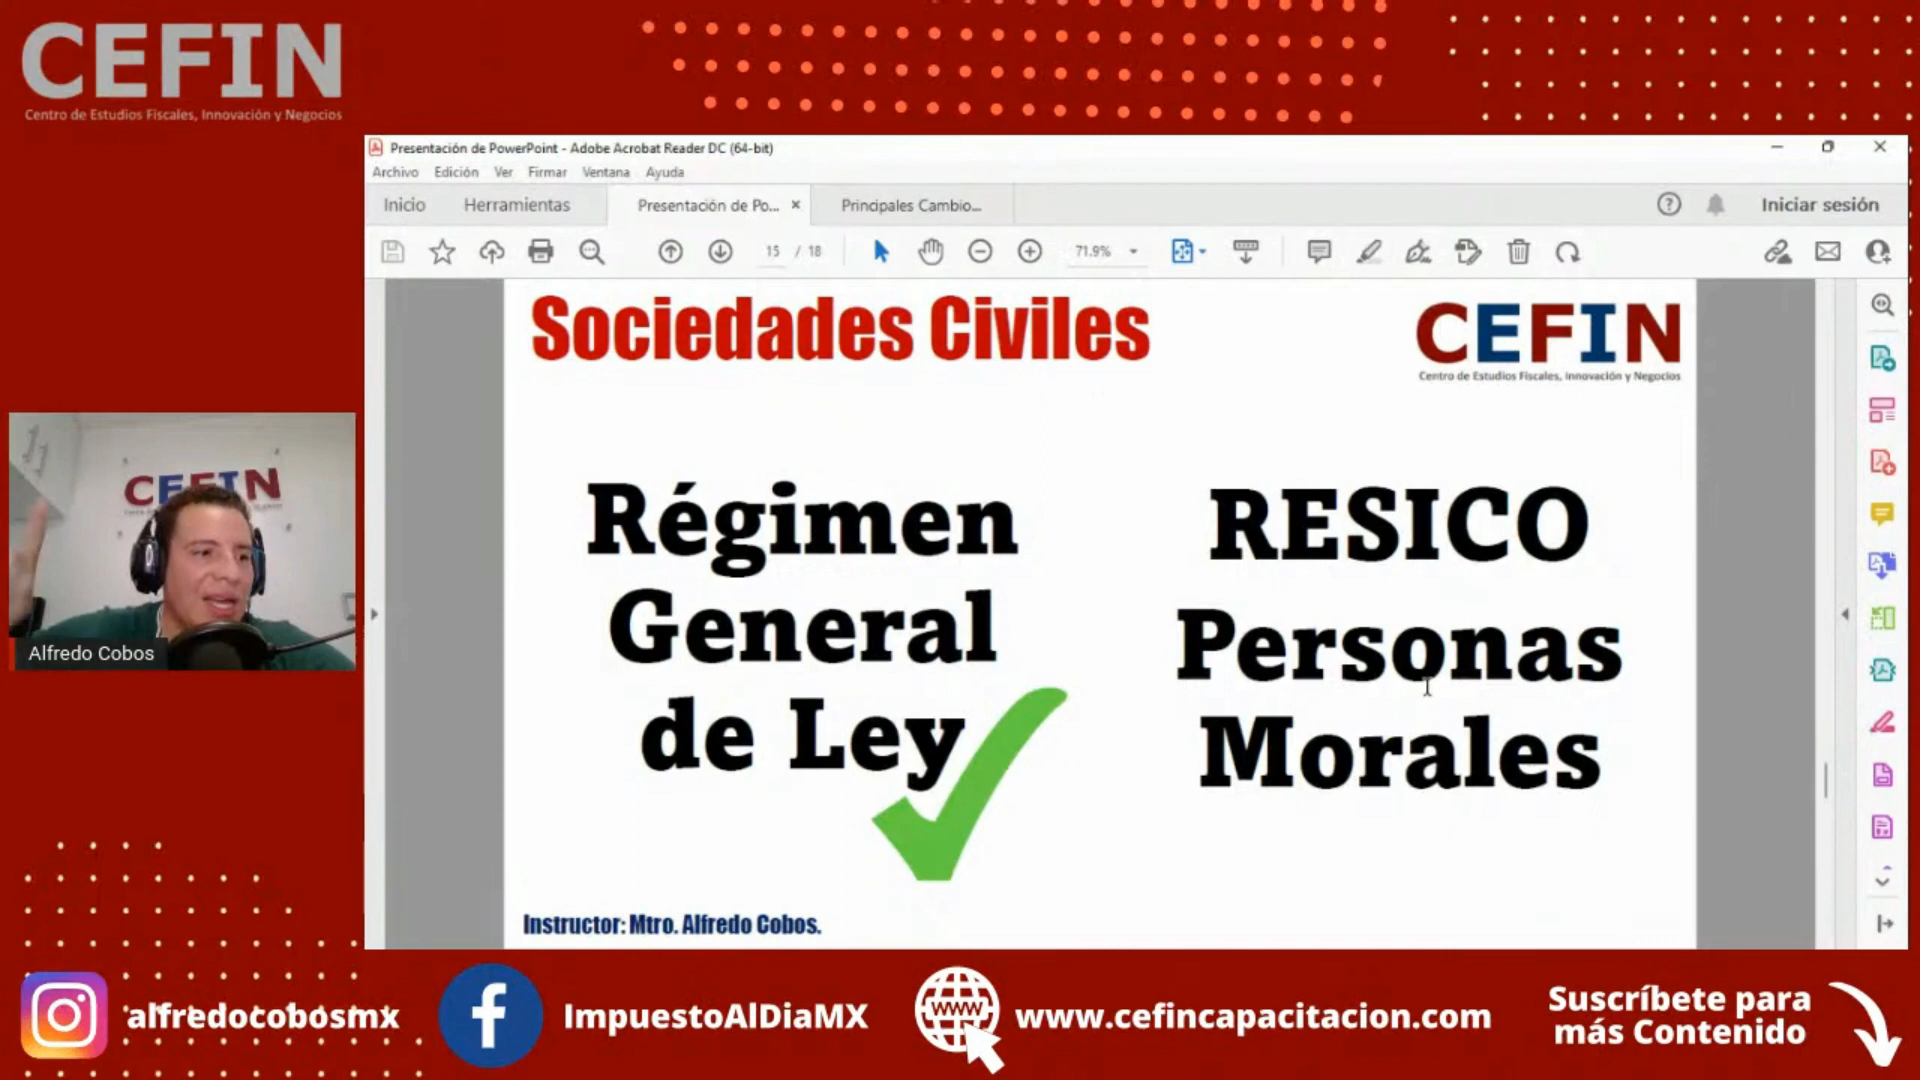 CEFIN
Centro de Estudios Fiscales, Innovación y Negocios
Presentación de PowerPoint - Adobe Acrobat Reader DC (64-bit)
Archivo Edición Ver Firmar Ventana Ayuda
Inicio Herramientas Presentación de Po... × Principales Cambio... Iniciar sesión
15 / 18 71.9%
Sociedades Civiles
CEFIN
Centro de Estudios Fiscales, Innovación y Negocios
Régimen
General
de Ley
RESICO
Personas
Morales
Instructor: Mtro. Alfredo Cobos.
CEFIN
Alfredo Cobos
alfredocobosmx
ImpuestoAlDiaMX
WWW
www.cefincapacitacion.com
Suscríbete para
más Contenido